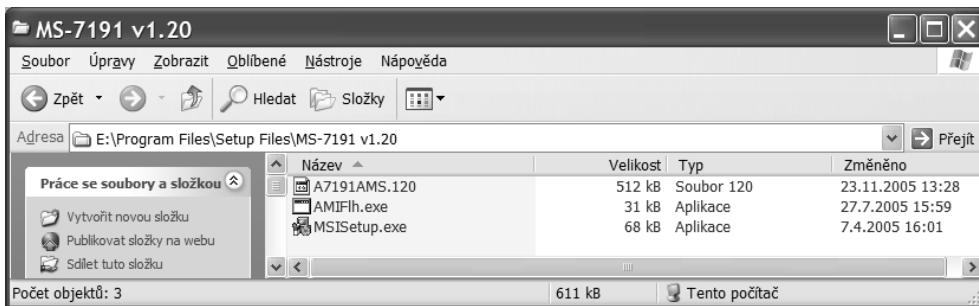 MS-7191 v1.20
Soubor Úpravy Zobrazit Oblíbené Nástroje Nápověda
Zpět Hledat Složky
Adresa E:\Program Files\Setup Files\MS-7191 v1.20 Přejít
Práce se soubory a složkou
Vytvořit novou složku
Publikovat složky na webu
Sdílet tuto složku
Název Velikost Typ Změněno
A7191AMS.120 512 kB Soubor 120 23.11.2005 13:28
AMIFlh.exe 31 kB Aplikace 27.7.2005 15:59
MSISetup.exe 68 kB Aplikace 7.4.2005 16:01
Počet objektů: 3 611 kB Tento počítač